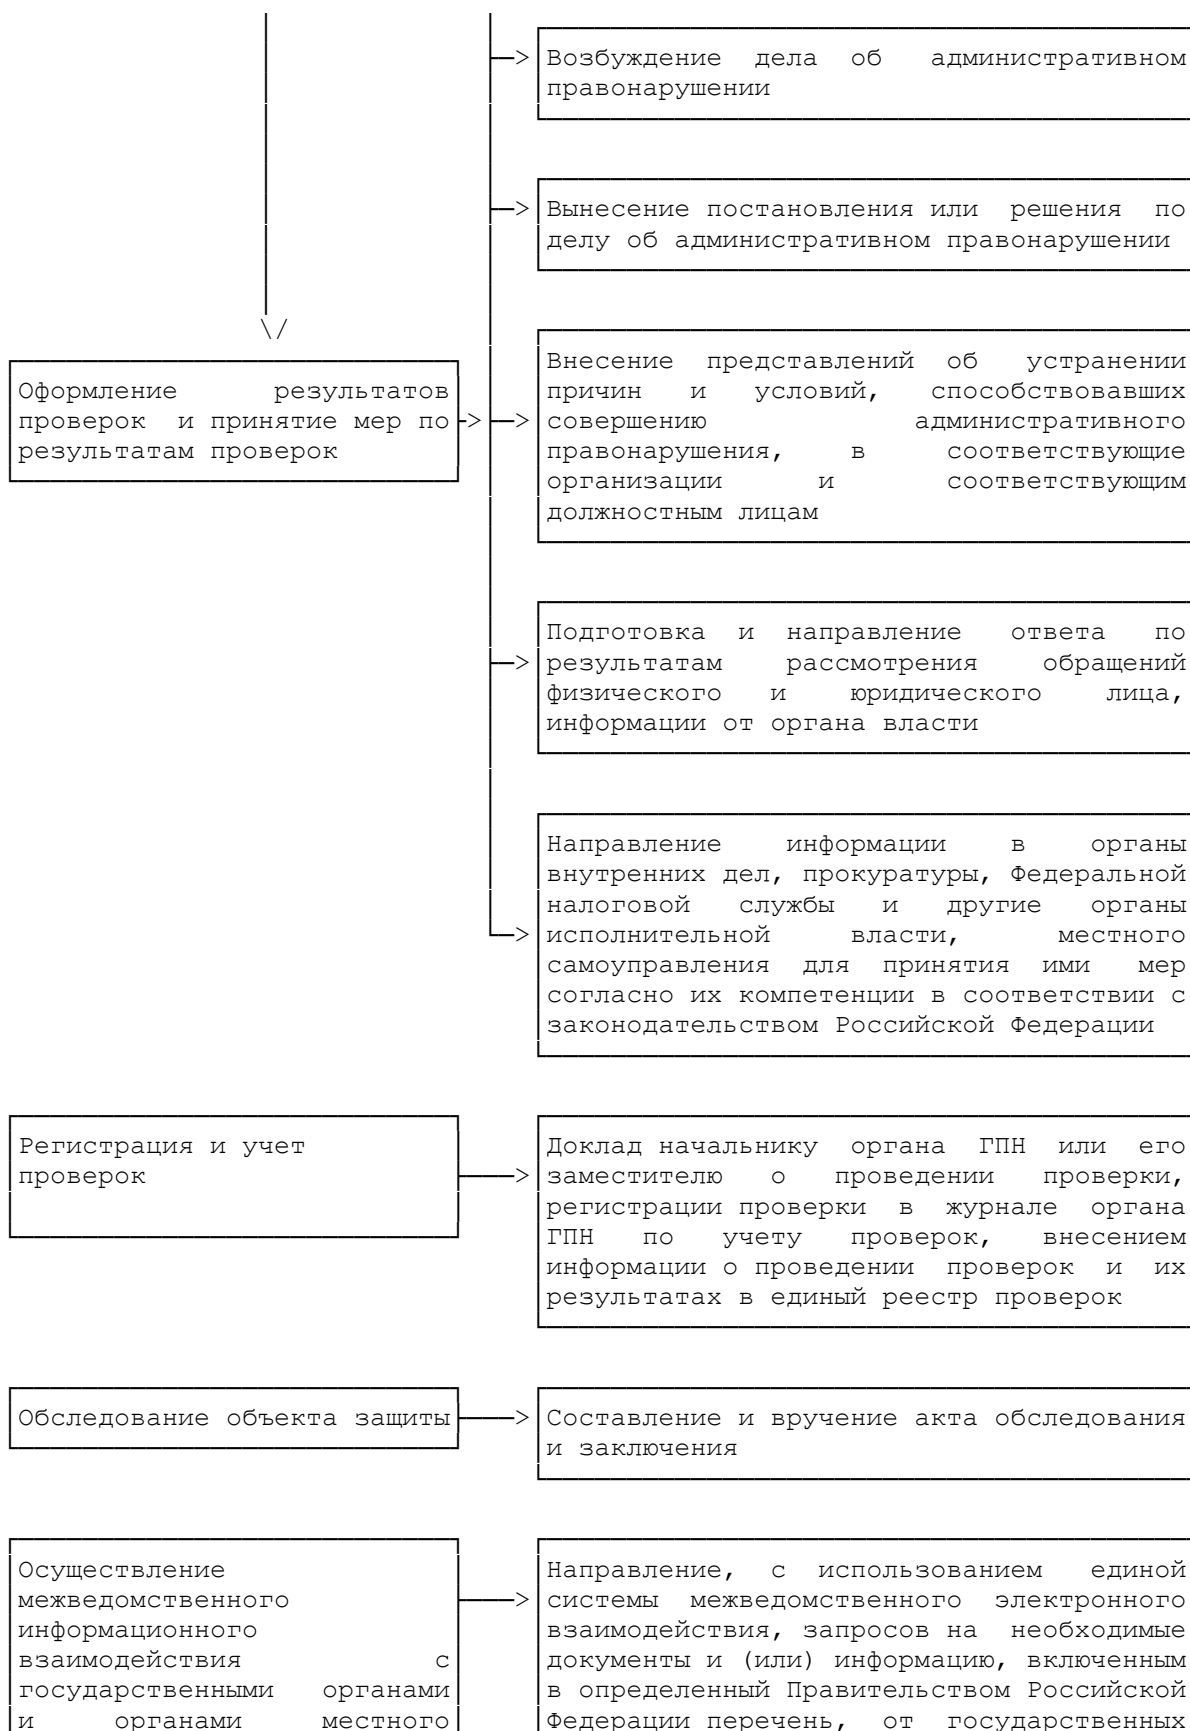 Возбуждение дела об административном
правонарушении
Вынесение постановления или решения по
делу об административном правонарушении
Оформление результатов
проверок и принятие мер по
результатам проверок
Внесение представлений об устранении
причин и условий, способствовавших
совершению административного
правонарушения, в соответствующие
организации и соответствующим
должностным лицам
Подготовка и направление ответа по
результатам рассмотрения обращений
физического и юридического лица,
информации от органа власти
Направление информации в органы
внутренних дел, прокуратуры, Федеральной
налоговой службы и другие органы
исполнительной власти, местного
самоуправления для принятия ими мер
согласно их компетенции в соответствии с
законодательством Российской Федерации
Регистрация и учет
проверок
Доклад начальнику органа ГПН или его
заместителю о проведении проверки,
регистрации проверки в журнале органа
ГПН по учету проверок, внесением
информации о проведении проверок и их
результатах в единый реестр проверок
Обследование объекта защиты
Составление и вручение акта обследования
и заключения
Осуществление
межведомственного
информационного
взаимодействия с
государственными органами
и органами местного
Направление, с использованием единой
системы межведомственного электронного
взаимодействия, запросов на необходимые
документы и (или) информацию, включенным
в определенный Правительством Российской
Федерации перечень, от государственных